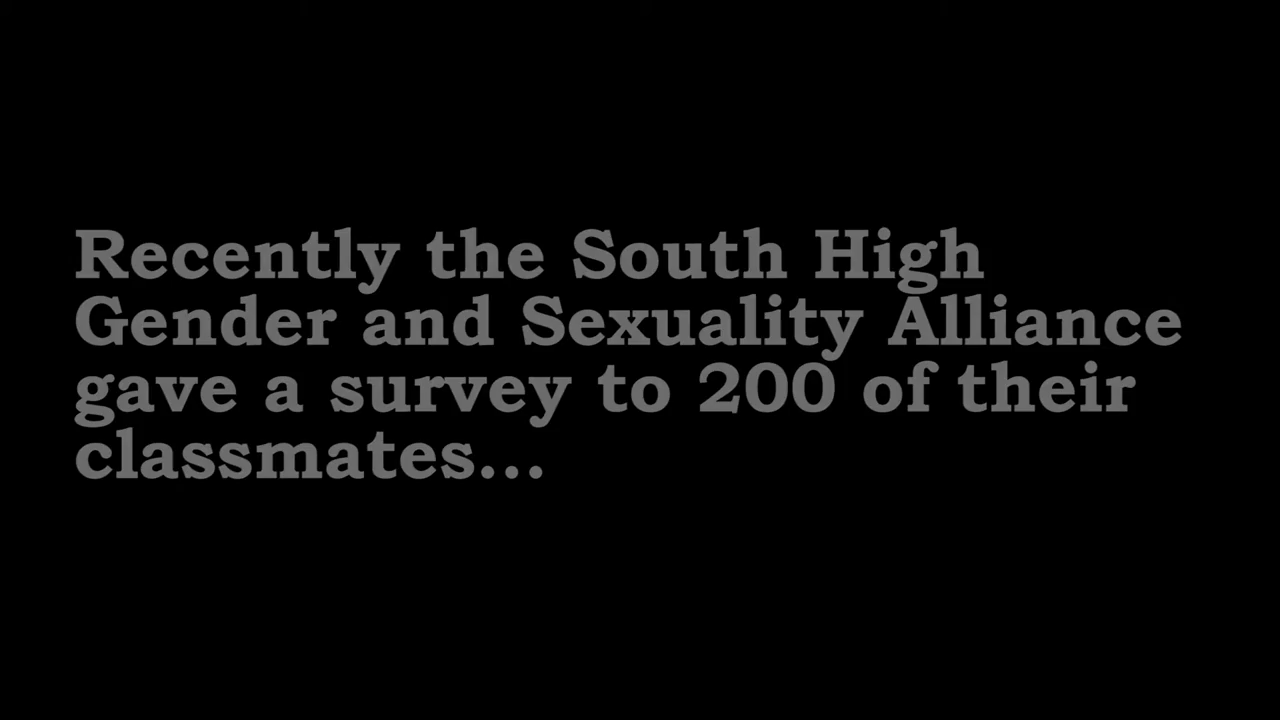 Recently the South High
Gender and Sexuality Alliance
gave a survey to 200 of their
classmates...